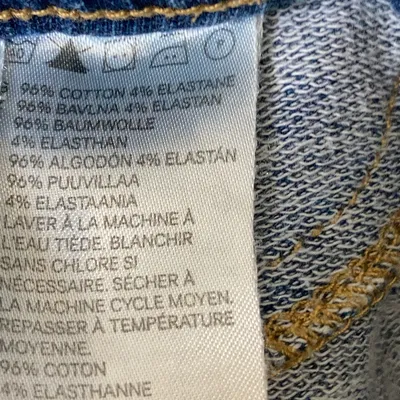 96% COTTON 4% ELASTANE
96% BAVLNA 4% ELASTAN
96% BAUMWOLLE
4% ELASTHAN
96% ALGODÓN 4% ELASTÁN
96% PUUVILLAA
4% ELASTAANIA
LAVER À LA MACHINE À
L'EAU TIÈDE. BLANCHIR
SANS CHLORE SI
NÉCESSAIRE. SÉCHER À
LA MACHINE CYCLE MOYEN.
REPASSER À TEMPÉRATURE
MOYENNE.
96% COTON
4% ELASTHANNE